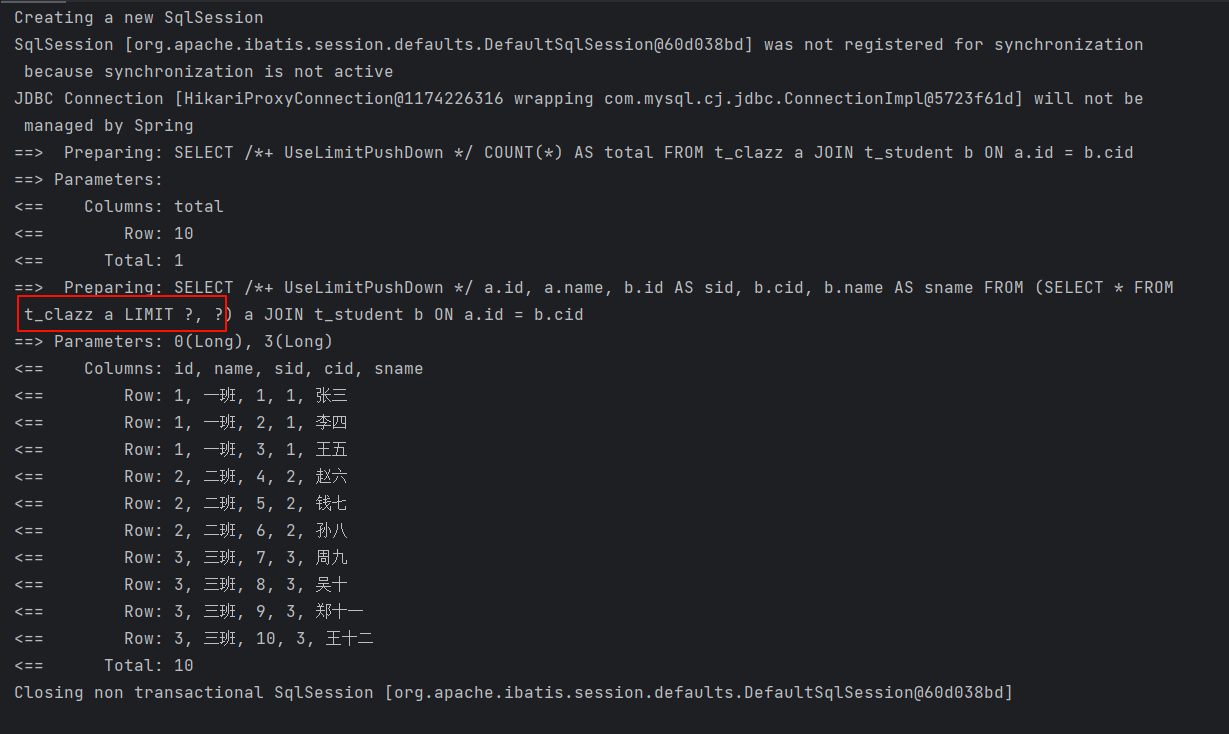 Creating a new SqlSession
SqlSession [org.apache.ibatis.session.defaults.DefaultSqlSession@60d038bd] was not registered for synchronization
because synchronization is not active
JDBC Connection [HikariProxyConnection@1174226316 wrapping com.mysql.cj.jdbc.ConnectionImpl@5723f61d] will not be
managed by Spring
==>  Preparing: SELECT /*+ UseLimitPushDown */ COUNT(*) AS total FROM t_clazz a JOIN t_student b ON a.id = b.cid
==> Parameters:
<==    Columns: total
<==        Row: 10
<==      Total: 1
==>  Preparing: SELECT /*+ UseLimitPushDown */ a.id, a.name, b.id AS sid, b.cid, b.name AS sname FROM (SELECT * FROM
t_clazz a LIMIT ?, ?) a JOIN t_student b ON a.id = b.cid
==> Parameters: 0(Long), 3(Long)
<==    Columns: id, name, sid, cid, sname
<==        Row: 1, 一班, 1, 1, 张三
<==        Row: 1, 一班, 2, 1, 李四
<==        Row: 1, 一班, 3, 1, 王五
<==        Row: 2, 二班, 4, 2, 赵六
<==        Row: 2, 二班, 5, 2, 钱七
<==        Row: 2, 二班, 6, 2, 孙八
<==        Row: 3, 三班, 7, 3, 周九
<==        Row: 3, 三班, 8, 3, 吴十
<==        Row: 3, 三班, 9, 3, 郑十一
<==        Row: 3, 三班, 10, 3, 王十二
<==      Total: 10
Closing non transactional SqlSession [org.apache.ibatis.session.defaults.DefaultSqlSession@60d038bd]